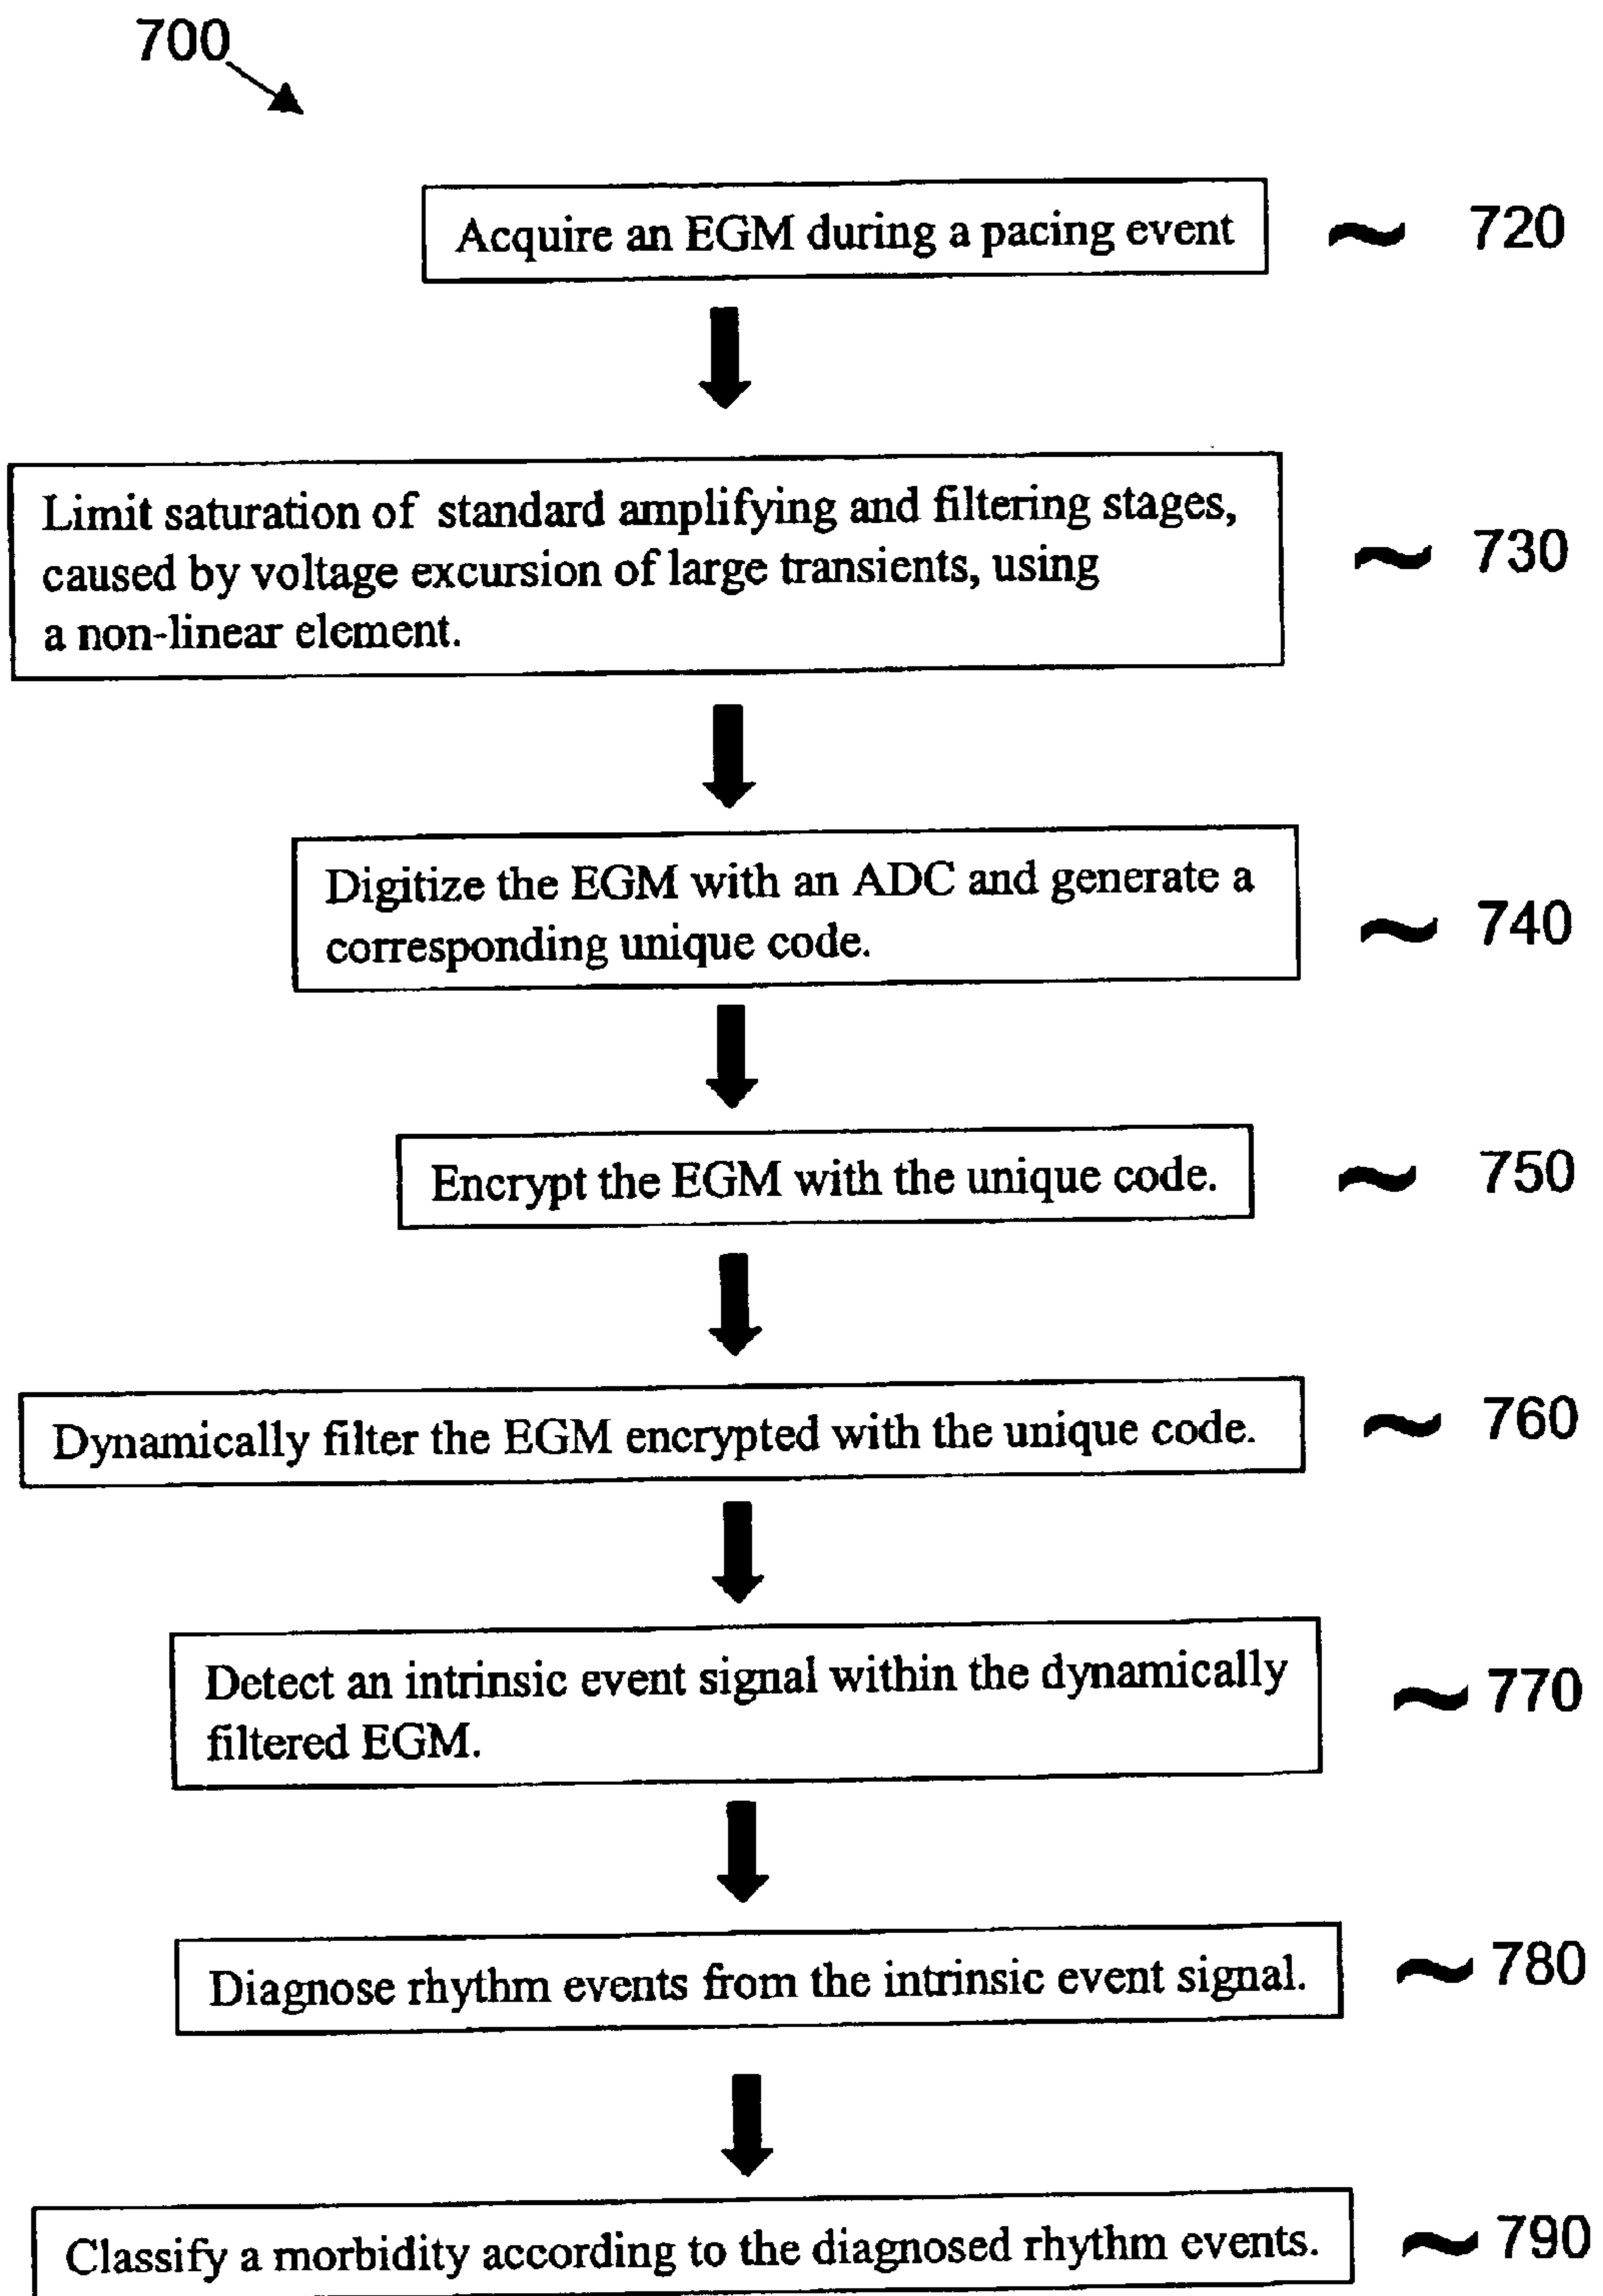 700
Acquire an EGM during a pacing event
720
Limit saturation of standard amplifying and filtering stages,
caused by voltage excursion of large transients, using
a non-linear element.
730
Digitize the EGM with an ADC and generate a
corresponding unique code.
740
Encrypt the EGM with the unique code.
750
Dynamically filter the EGM encrypted with the unique code.
760
Detect an intrinsic event signal within the dynamically
filtered EGM.
770
Diagnose rhythm events from the intrinsic event signal.
780
Classify a morbidity according to the diagnosed rhythm events.
790